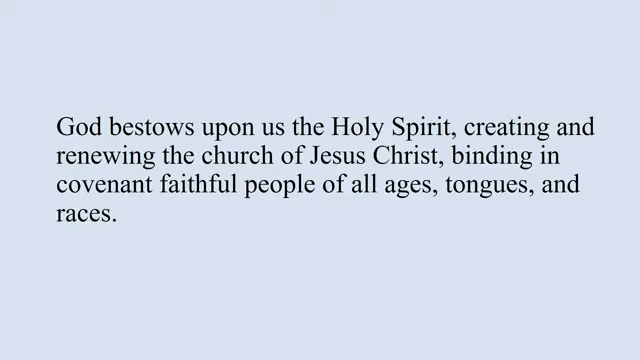 God bestows upon us the Holy Spirit, creating and
renewing the church of Jesus Christ, binding in
covenant faithful people of all ages, tongues, and
races.